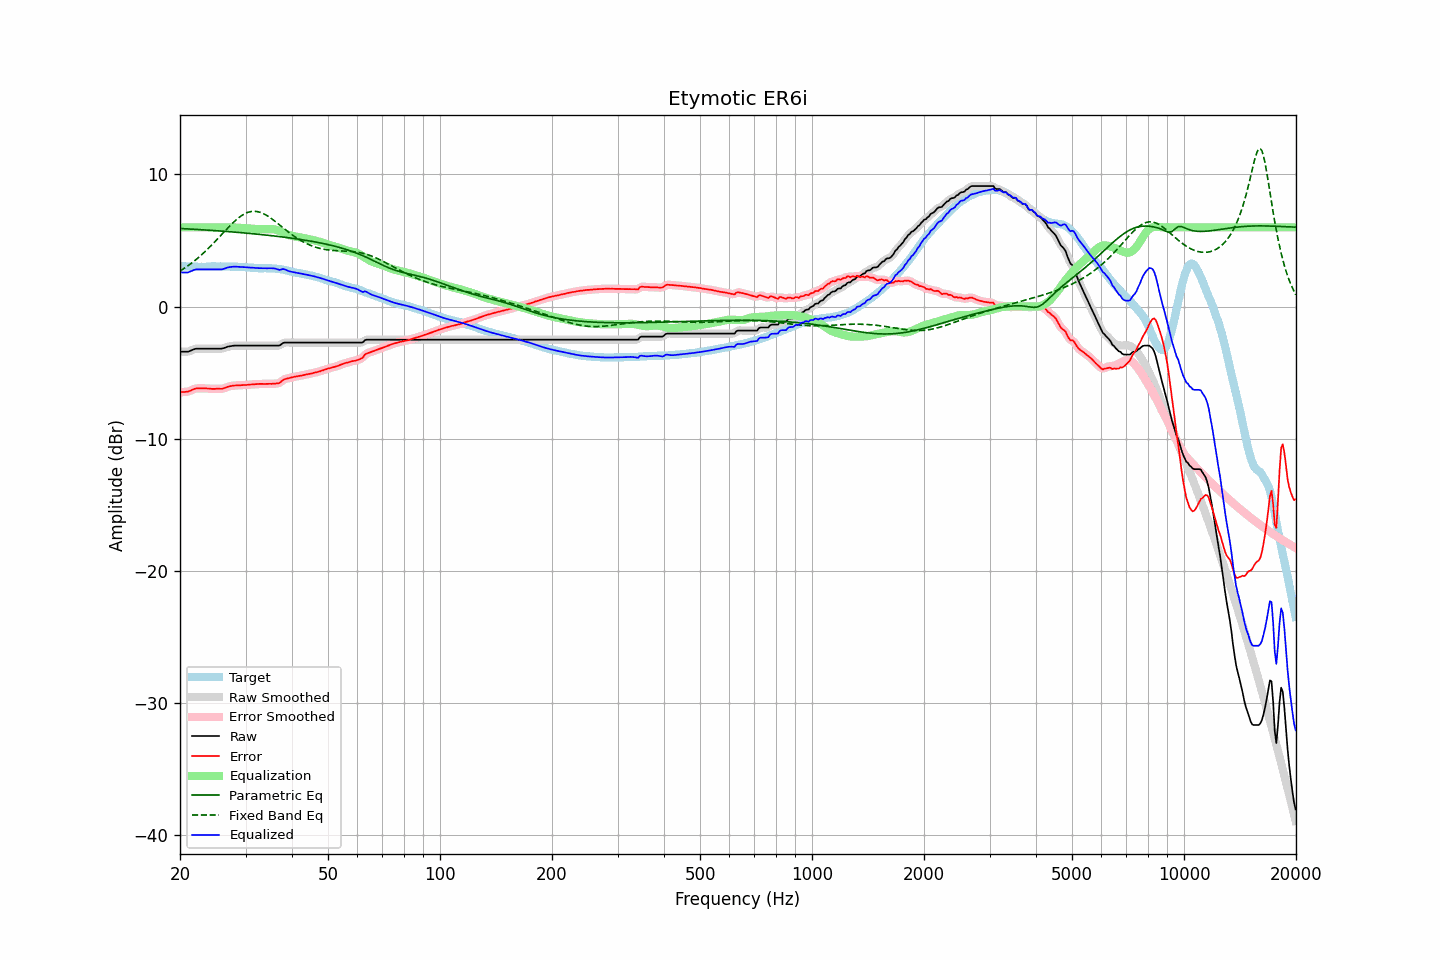 Etymotic ER6i
Amplitude (dBr)
10
0
−10
−20
−30
−40
Target
Raw Smoothed
Error Smoothed
Raw
Error
Equalization
Parametric Eq
Fixed Band Eq
Equalized
20 50 100 200 500 1000 2000 5000 10000 20000
Frequency (Hz)